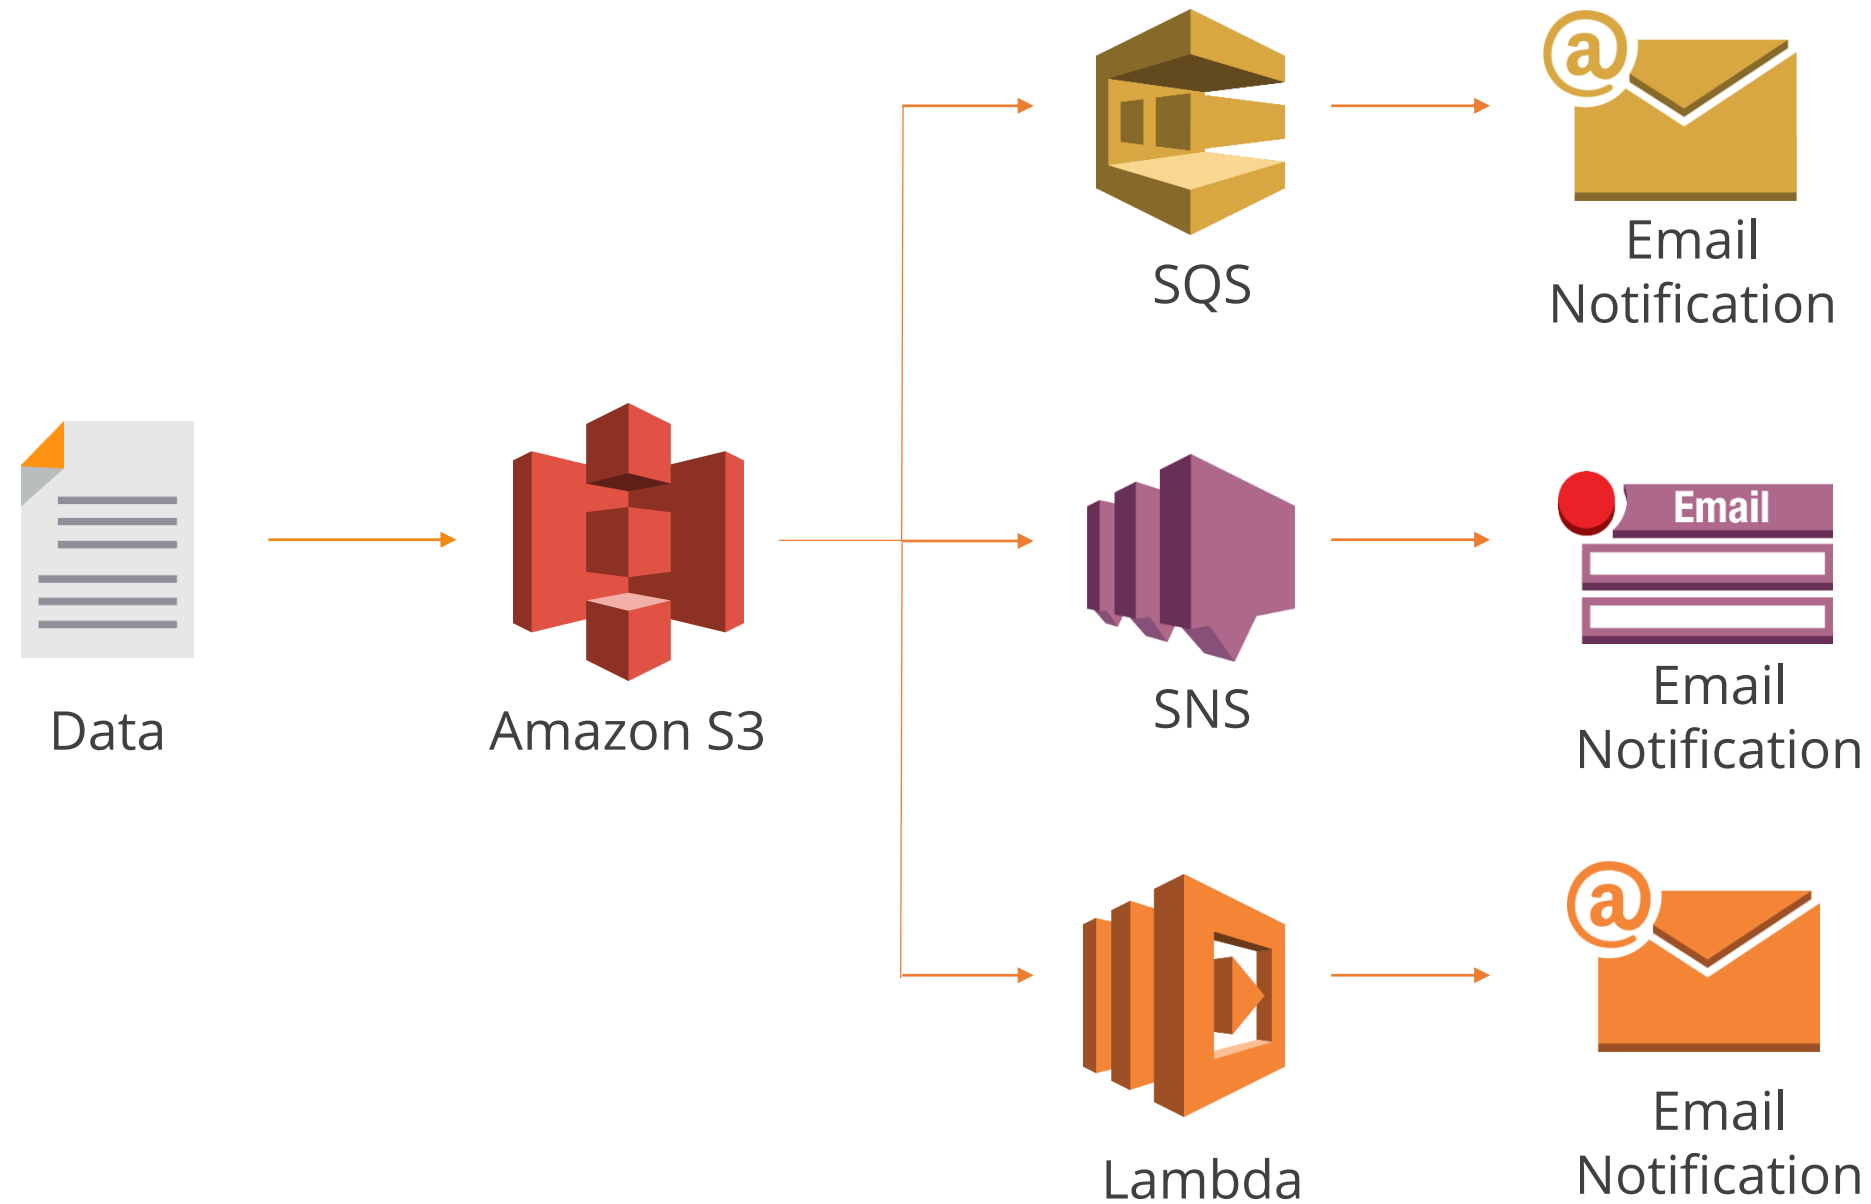 @
Email
Notification
SQS
Email
Email
Notification
SNS
Data
Amazon S3
@
Email
Notification
Lambda